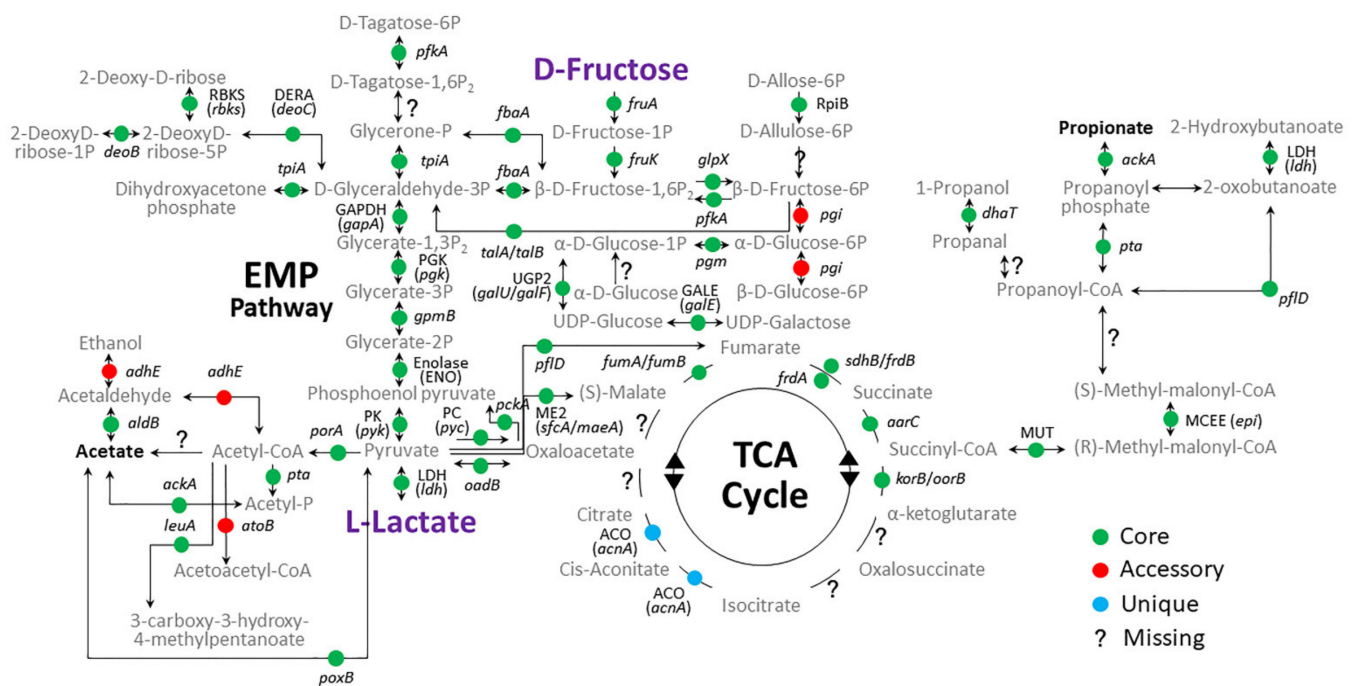 D-Tagatose-6P
pfkA
2-Deoxy-D-ribose
D-Tagatose-1,6P2
D-Fructose
D-Allose-6P
RBKS
(rbks)
DERA
(deoC)
?
fbaA
fruA
RpiB
2-DeoxyD-
ribose-1P
deoB
2-DeoxyD-
ribose-5P
Glycerone-P
D-Fructose-1P
D-Allulose-6P
Propionate
2-Hydroxybutanoate
tpiA
tpiA
fbaA
fruK
glpX
?
ackA
LDH
(ldh)
Dihydroxyacetone
phosphate
D-Glyceraldehyde-3P
β-D-Fructose-1,6P2
β-D-Fructose-6P
1-Propanol
Propanoyl
phosphate
2-oxobutanoate
GAPDH
(gapA)
pfkA
pgi
dhaT
Glycerate-1,3P2
talA/talB
α-D-Glucose-1P
pgm
α-D-Glucose-6P
Propanal
pta
EMP
Pathway
PGK
(pgk)
UGP2
(galU/galF)
?
pgi
?
Glycerate-3P
α-D-Glucose
GALE
(galE)
β-D-Glucose-6P
Propanoyl-CoA
pflD
gpmB
UDP-Glucose
UDP-Galactose
Ethanol
Glycerate-2P
pflD
fumA/fumB
Fumarate
?
adhE
adhE
Enolase
(ENO)
sdhB/frdB
frdA
Acetaldehyde
Phosphoenol pyruvate
pckA
(S)-Malate
Succinate
(S)-Methyl-malonyl-CoA
aldB
porA
PK
(pyk)
PC
(pyc)
ME2
(sfcA/maeA)
?
aarC
MUT
MCEE (epi)
Acetate
?
Acetyl-CoA
Pyruvate
Oxaloacetate
TCA
Cycle
Succinyl-CoA
(R)-Methyl-malonyl-CoA
pta
LDH
(ldh)
oadB
?
korB/oorB
ackA
Acetyl-P
leuA
atoB
L-Lactate
Citrate
α-ketoglutarate
ACO
(acnA)
?
Core
Acetoacetyl-CoA
Cis-Aconitate
Oxalosuccinate
Accessory
ACO
(acnA)
?
Isocitrate
Unique
3-carboxy-3-hydroxy-
4-methylpentanoate
? Missing
poxB